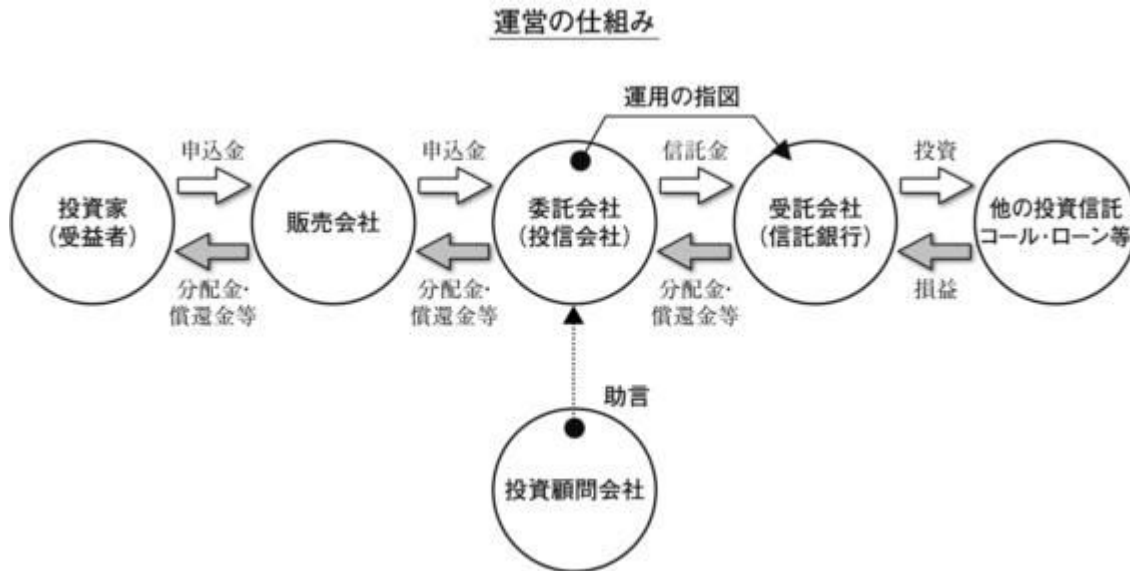 運営の仕組み
運用の指図
申込金
申込金
信託金
投資
投資家
(受益者)
販売会社
委託会社
(投信会社)
受託会社
(信託銀行)
他の投資信託
コール・ローン等
分配金・
償還金等
分配金・
償還金等
分配金・
償還金等
損益
助言
投資顧問会社